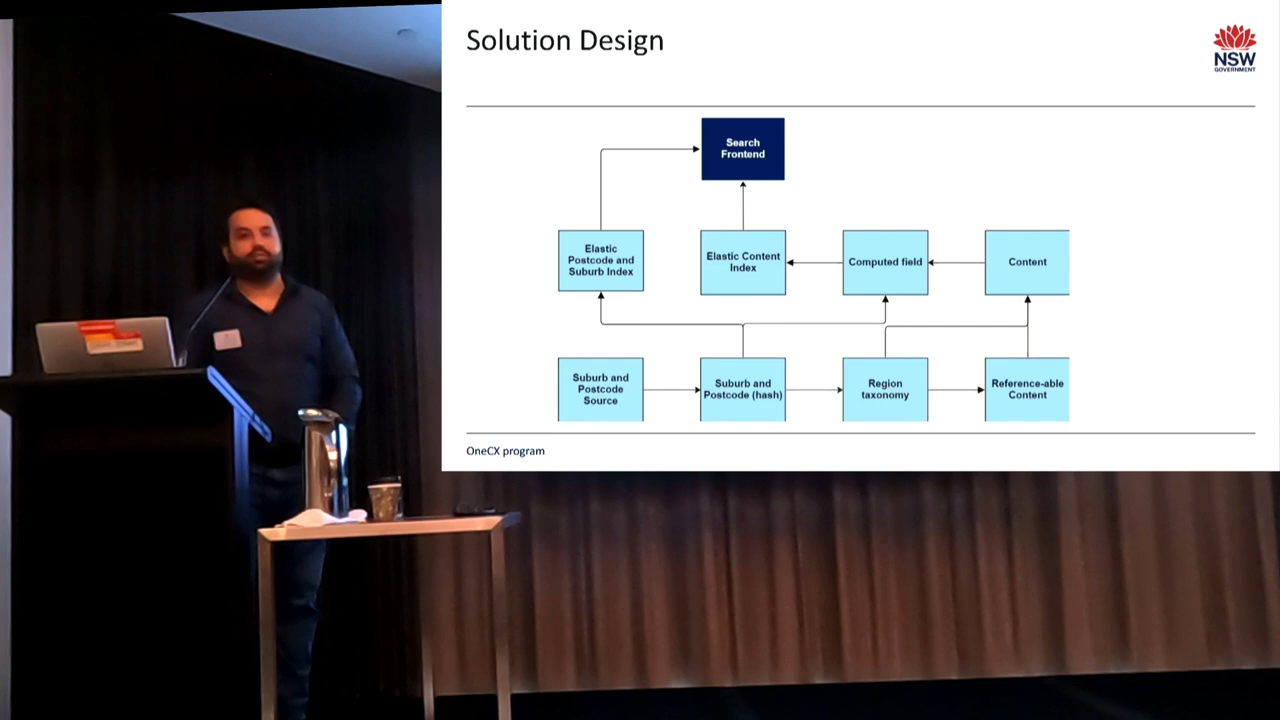 Solution Design
NSW
GOVERNMENT
Search
Frontend
Elastic
Postcode and
Suburb Index
Elastic Content
Index
Computed field
Content
Suburb and
Postcode
Source
Suburb and
Postcode (hash)
Region
taxonomy
Reference-able
Content
OneCX program